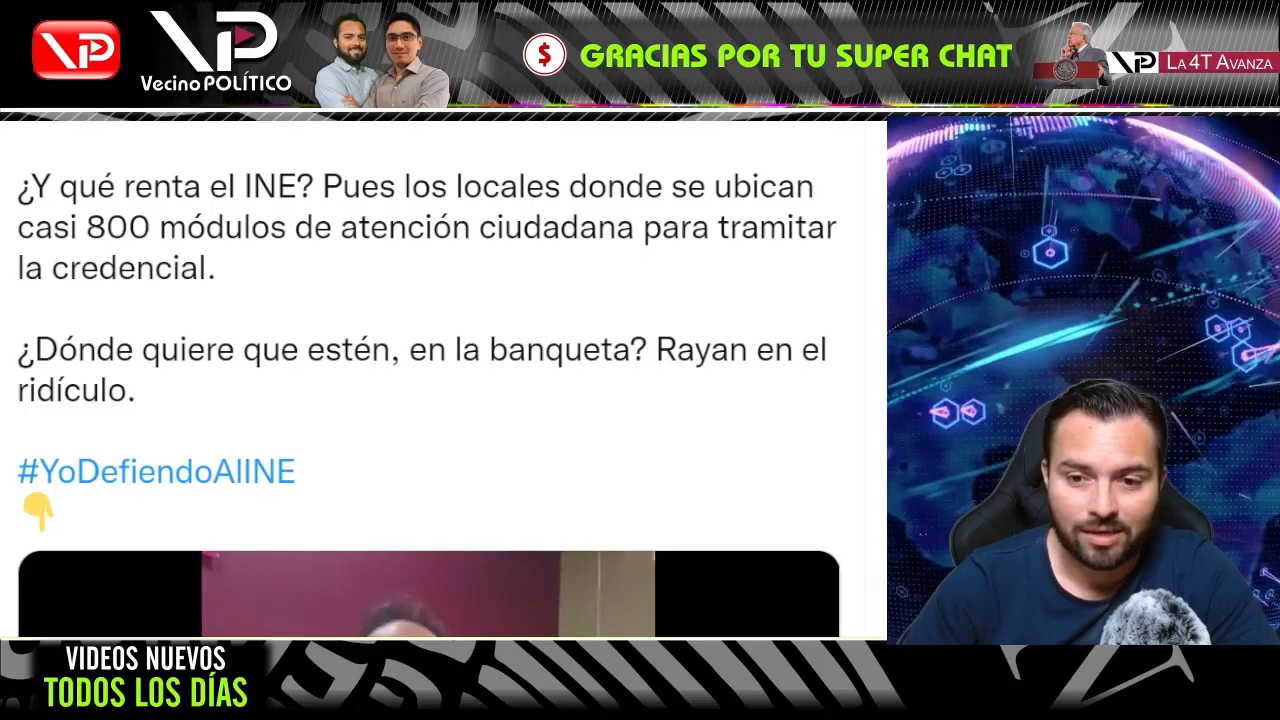 VP
VP
Vecino POLÍTICO
$ GRACIAS POR TU SUPER CHAT
VP LA 4T AVANZA
¿Y qué renta el INE? Pues los locales donde se ubican
casi 800 módulos de atención ciudadana para tramitar
la credencial.
¿Dónde quiere que estén, en la banqueta? Rayan en el
ridículo.
#YoDefiendoAlINE
VIDEOS NUEVOS
TODOS LOS DÍAS